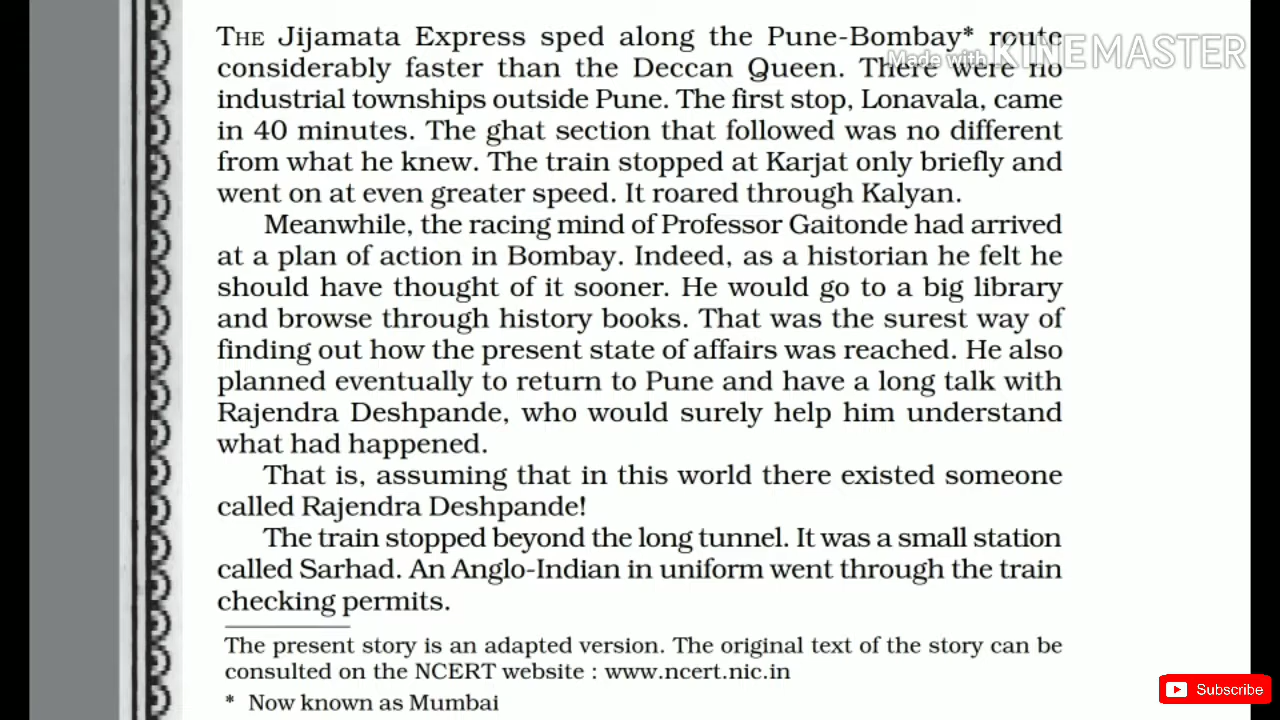 THE Jijamata Express sped along the Pune-Bombay* route
Made with KINEMASTER
considerably faster than the Deccan Queen. There were no
industrial townships outside Pune. The first stop, Lonavala, came
in 40 minutes. The ghat section that followed was no different
from what he knew. The train stopped at Karjat only briefly and
went on at even greater speed. It roared through Kalyan.
Meanwhile, the racing mind of Professor Gaitonde had arrived
at a plan of action in Bombay. Indeed, as a historian he felt he
should have thought of it sooner. He would go to a big library
and browse through history books. That was the surest way of
finding out how the present state of affairs was reached. He also
planned eventually to return to Pune and have a long talk with
Rajendra Deshpande, who would surely help him understand
what had happened.
That is, assuming that in this world there existed someone
called Rajendra Deshpande!
The train stopped beyond the long tunnel. It was a small station
called Sarhad. An Anglo-Indian in uniform went through the train
checking permits.
The present story is an adapted version. The original text of the story can be
consulted on the NCERT website : www.ncert.nic.in
* Now known as Mumbai
Subscribe